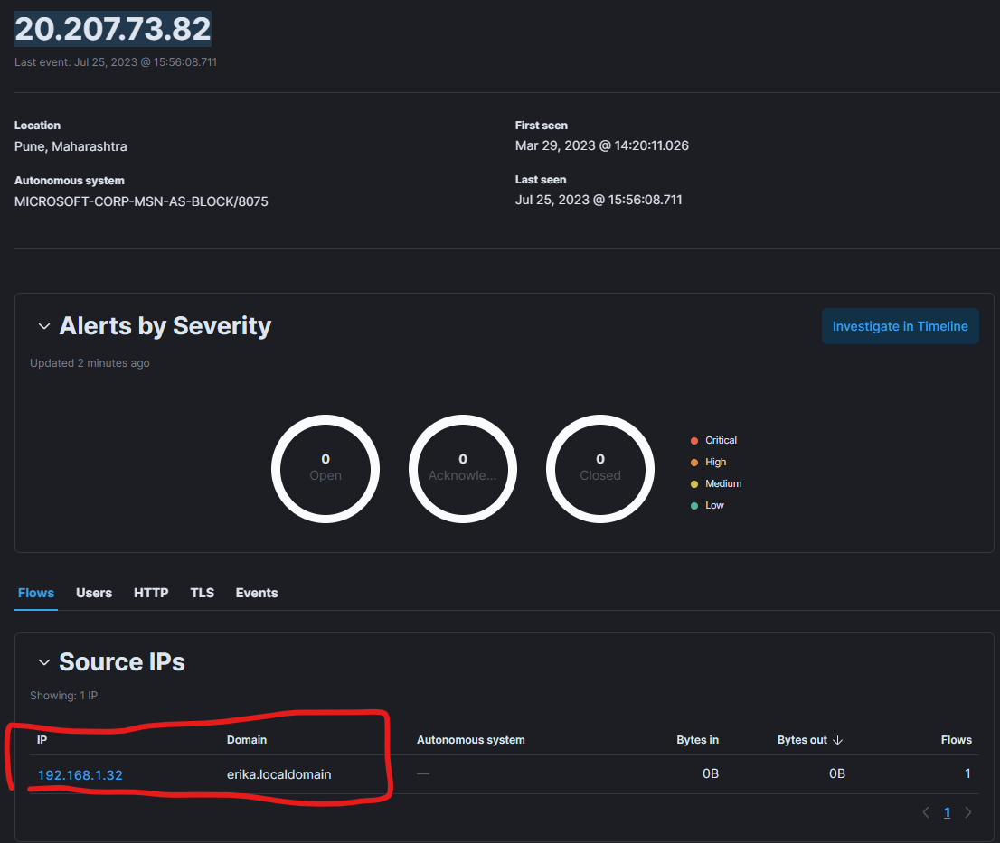 20.207.73.82
Last event: Jul 25, 2023 @ 15:56:08.711
Location
Pune, Maharashtra
First seen
Mar 29, 2023 @ 14:20:11.026
Autonomous system
MICROSOFT-CORP-MSN-AS-BLOCK/8075
Last seen
Jul 25, 2023 @ 15:56:08.711
Alerts by Severity
Investigate in Timeline
Updated 2 minutes ago
0
Open
0
Acknowle...
0
Closed
Critical
High
Medium
Low
Flows Users HTTP TLS Events
Source IPs
Showing: 1 IP
IP Domain Autonomous system Bytes in Bytes out Flows
192.168.1.32 erika.localdomain — 0B 0B 1
1